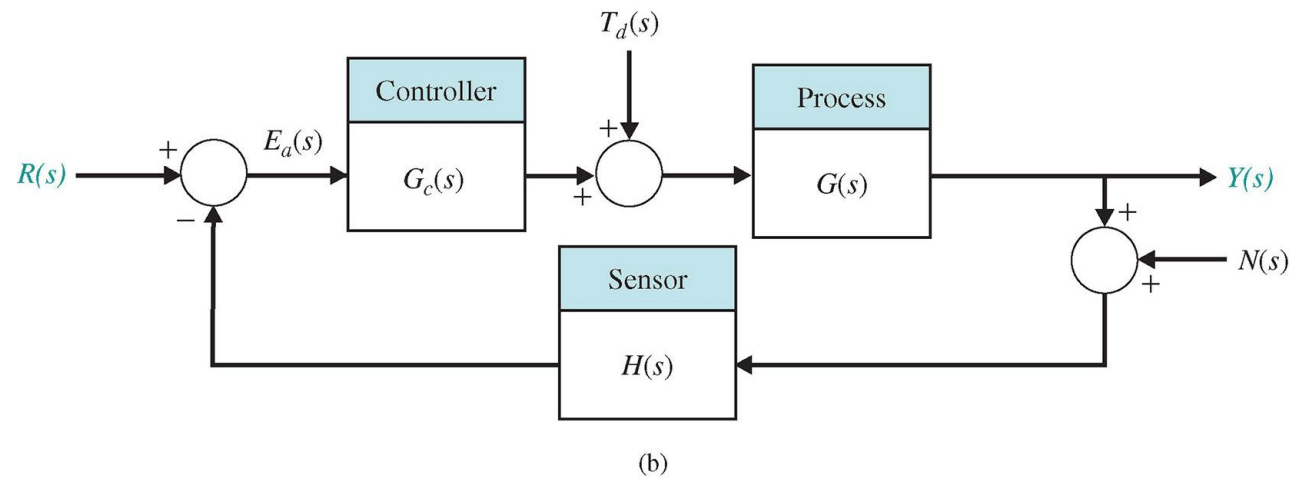 T_d(s)
Controller
Process
+
+
E_a(s)
R(s)
G_c(s)
+
G(s)
Y(s)
−
+
Sensor
N(s)
+
H(s)
(b)